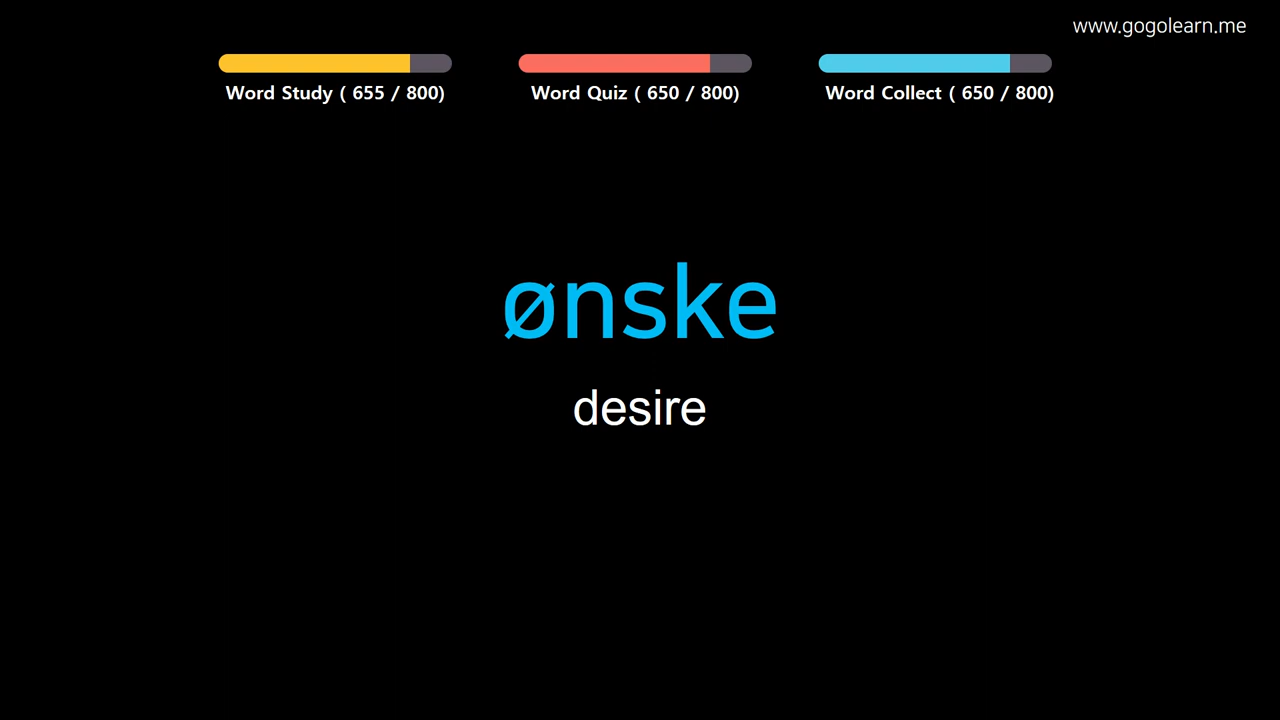 www.gogolearn.me
Word Study ( 655 / 800)
Word Quiz ( 650 / 800)
Word Collect ( 650 / 800)
ønske
desire